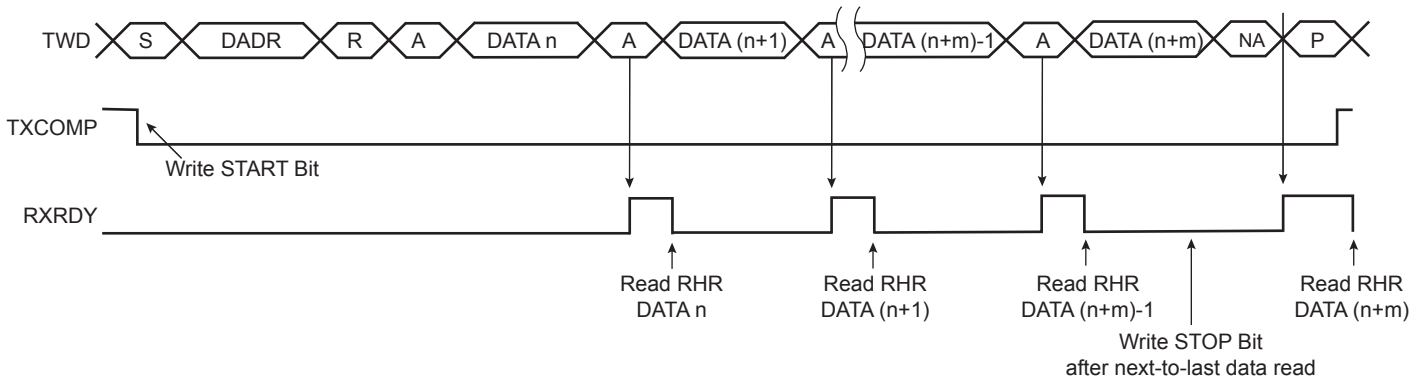 TWD S DADR R A DATA n A DATA (n+1) A DATA (n+m)-1 A DATA (n+m) NA P
TXCOMP
Write START Bit
RXRDY
Read RHR Read RHR Read RHR Read RHR
DATA n DATA (n+1) DATA (n+m)-1 DATA (n+m)
Write STOP Bit
after next-to-last data read